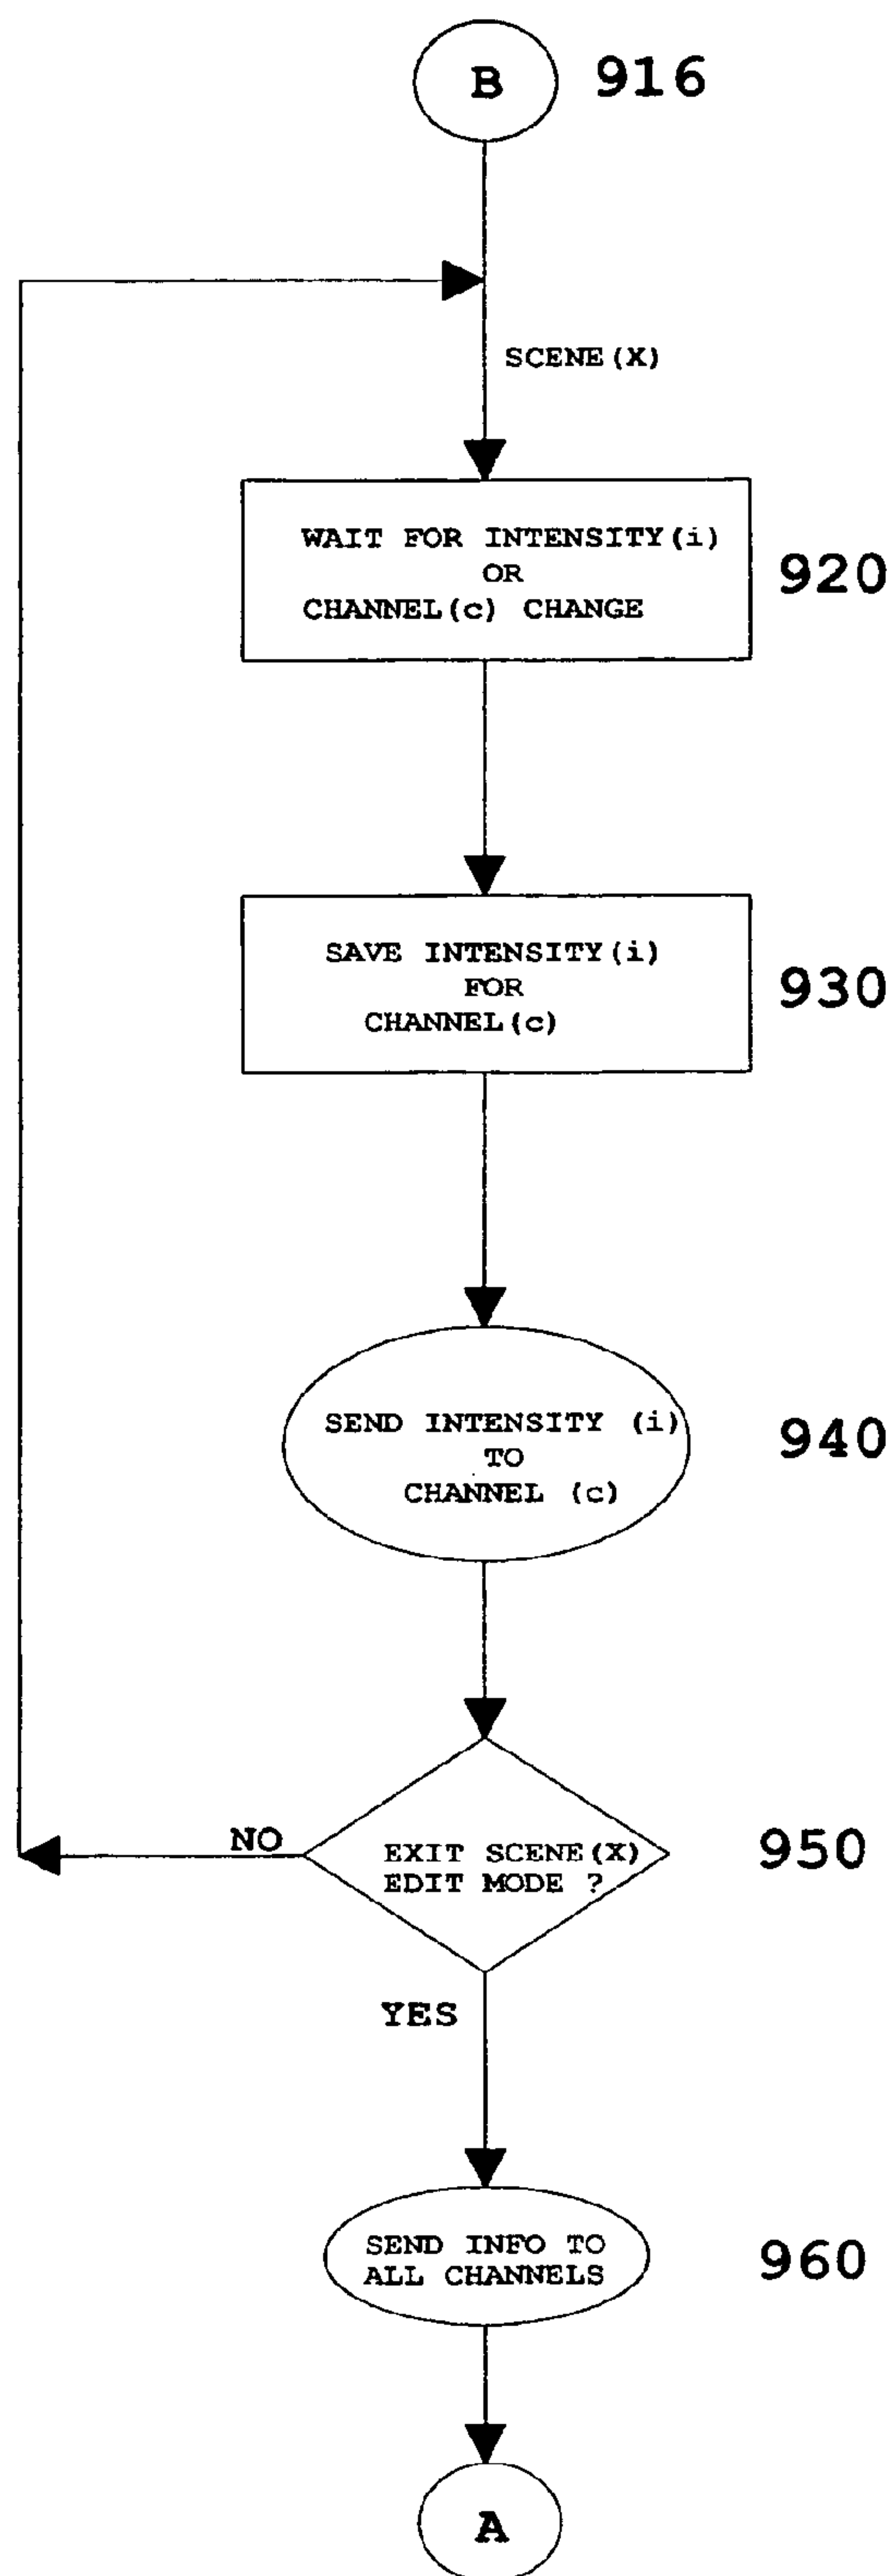 B 916
SCENE(X)
WAIT FOR INTENSITY(i)
OR
CHANNEL(c) CHANGE
920
SAVE INTENSITY(i)
FOR
CHANNEL(c)
930
SEND INTENSITY (i)
TO
CHANNEL (c)
940
NO
EXIT SCENE(X)
EDIT MODE ?
950
YES
SEND INFO TO
ALL CHANNELS
960
A